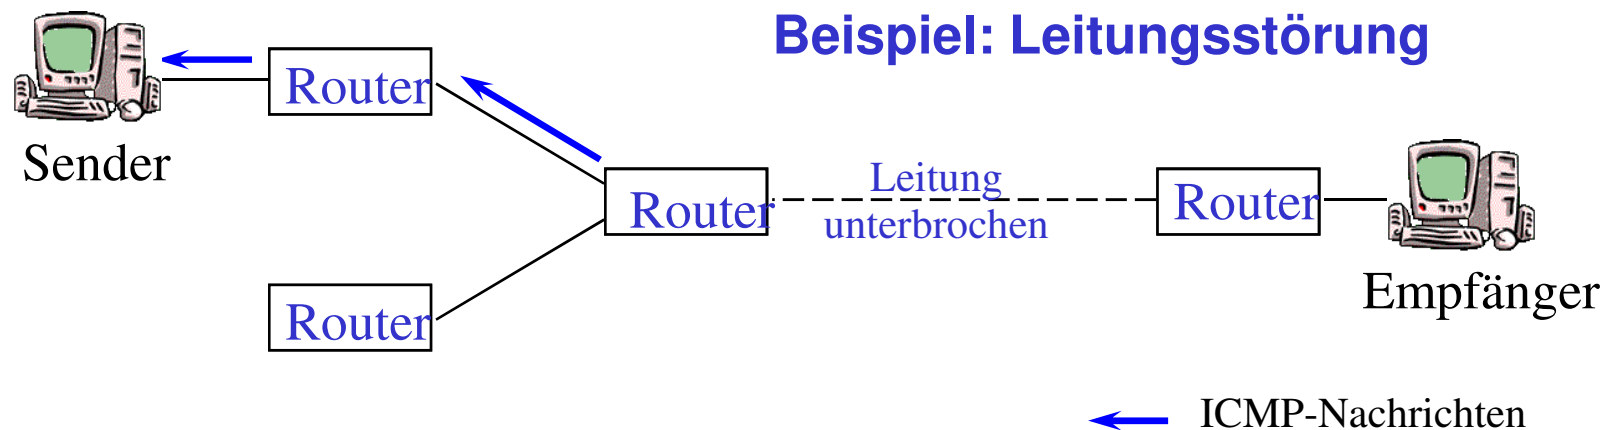 Beispiel: Leitungsstörung
Router
Sender
Router
Leitung
unterbrochen
Router
Empfänger
Router
ICMP-Nachrichten